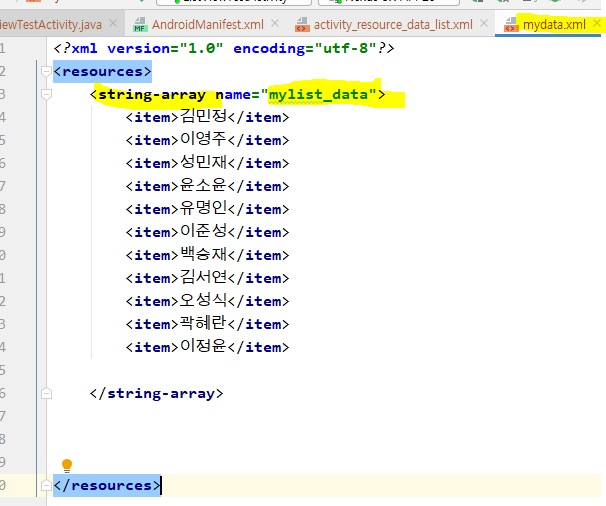 iewTestActivity.java AndroidManifest.xml activity_resource_data_list.xml mydata.xml
1 <?xml version="1.0" encoding="utf-8"?>
2 <resources>
3 <string-array name="mylist_data">
4 <item>김민정</item>
5 <item>이영주</item>
6 <item>성민재</item>
7 <item>윤소윤</item>
8 <item>유명인</item>
9 <item>이준성</item>
0 <item>백승재</item>
1 <item>김서연</item>
2 <item>오성식</item>
3 <item>곽혜란</item>
4 <item>이정윤</item>
5
6 </string-array>
7
8
9
0 </resources>